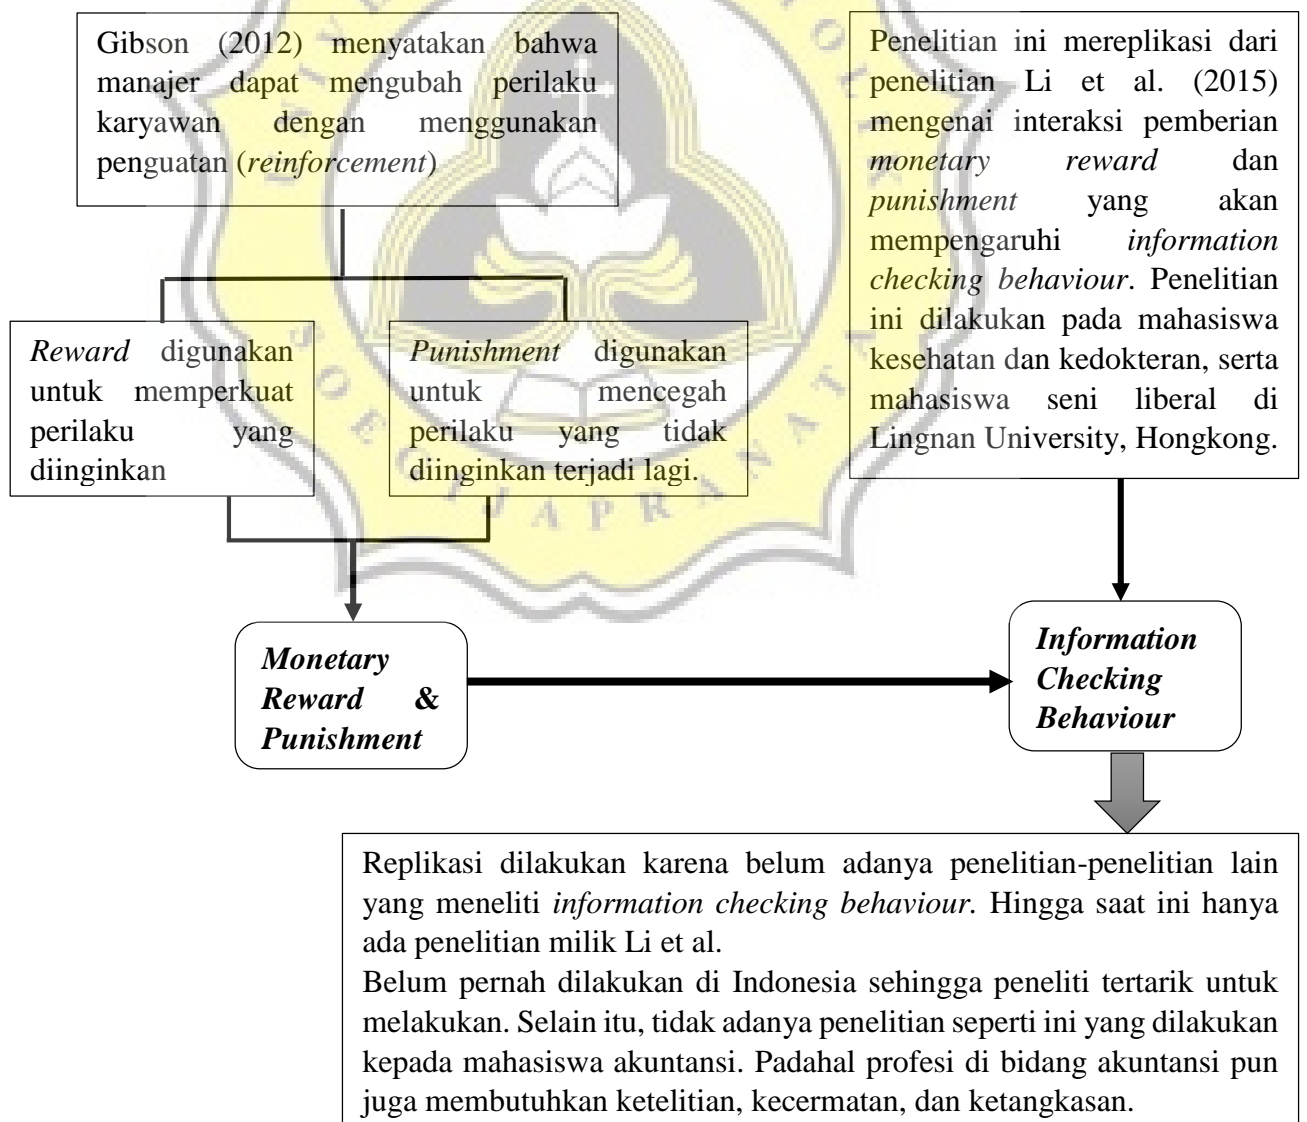 Gibson (2012) menyatakan bahwa
manajer dapat mengubah perilaku
karyawan dengan menggunakan
penguatan (reinforcement)
Penelitian ini mereplikasi dari
penelitian Li et al. (2015)
mengenai interaksi pemberian
monetary reward dan
punishment yang akan
mempengaruhi information
checking behaviour. Penelitian
ini dilakukan pada mahasiswa
kesehatan dan kedokteran, serta
mahasiswa seni liberal di
Lingnan University, Hongkong.
Reward digunakan
untuk memperkuat
perilaku yang
diinginkan
Punishment digunakan
untuk mencegah
perilaku yang tidak
diinginkan terjadi lagi.
SOEGIJAPRANATA
Monetary
Reward &
Punishment
Information
Checking
Behaviour
Replikasi dilakukan karena belum adanya penelitian-penelitian lain
yang meneliti information checking behaviour. Hingga saat ini hanya
ada penelitian milik Li et al.
Belum pernah dilakukan di Indonesia sehingga peneliti tertarik untuk
melakukan. Selain itu, tidak adanya penelitian seperti ini yang dilakukan
kepada mahasiswa akuntansi. Padahal profesi di bidang akuntansi pun
juga membutuhkan ketelitian, kecermatan, dan ketangkasan.